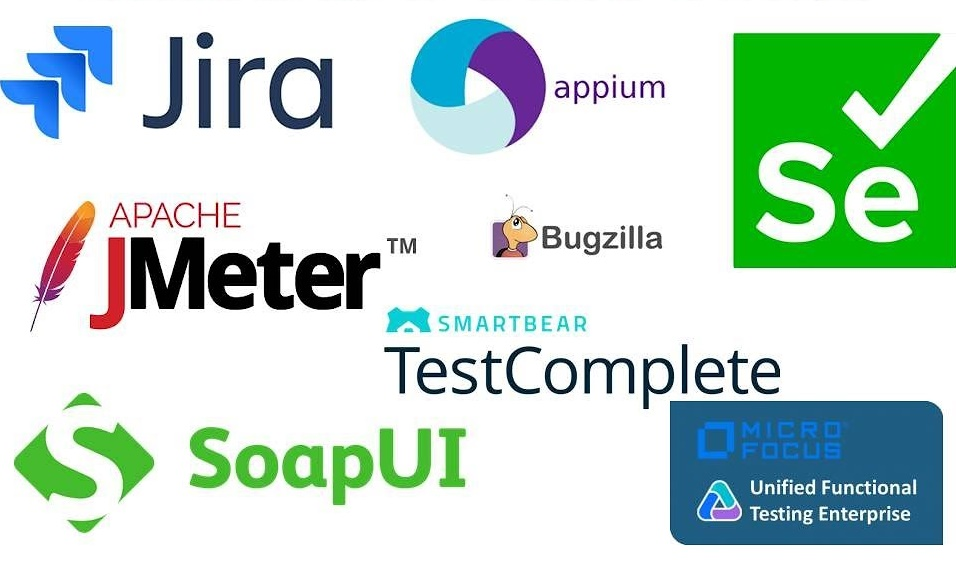 Jira
appium
Se
APACHE
JMeter™
Bugzilla
SMARTBEAR
TestComplete
SoapUI
MICRO
FOCUS
Unified Functional
Testing Enterprise